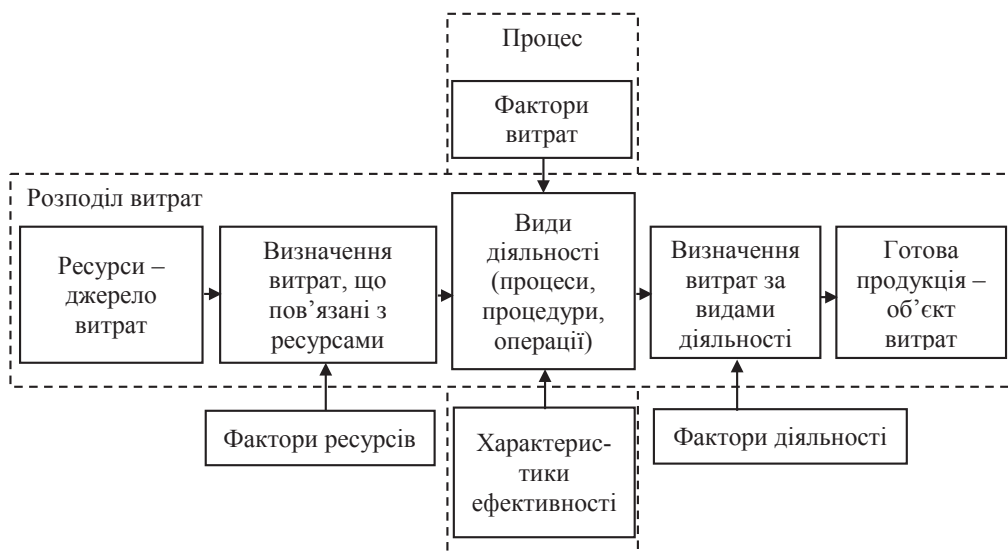 Процес
Фактори
витрат
Розподіл витрат
Ресурси –
джерело
витрат
Визначення
витрат, що
пов’язані з
ресурсами
Види
діяльності
(процеси,
процедури,
операції)
Визначення
витрат за
видами
діяльності
Готова
продукція –
об’єкт
витрат
Фактори ресурсів
Характерис-
тики
ефективності
Фактори діяльності